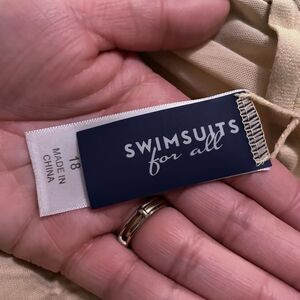 SWIMSUITS
for all
18
MADE IN
CHINA